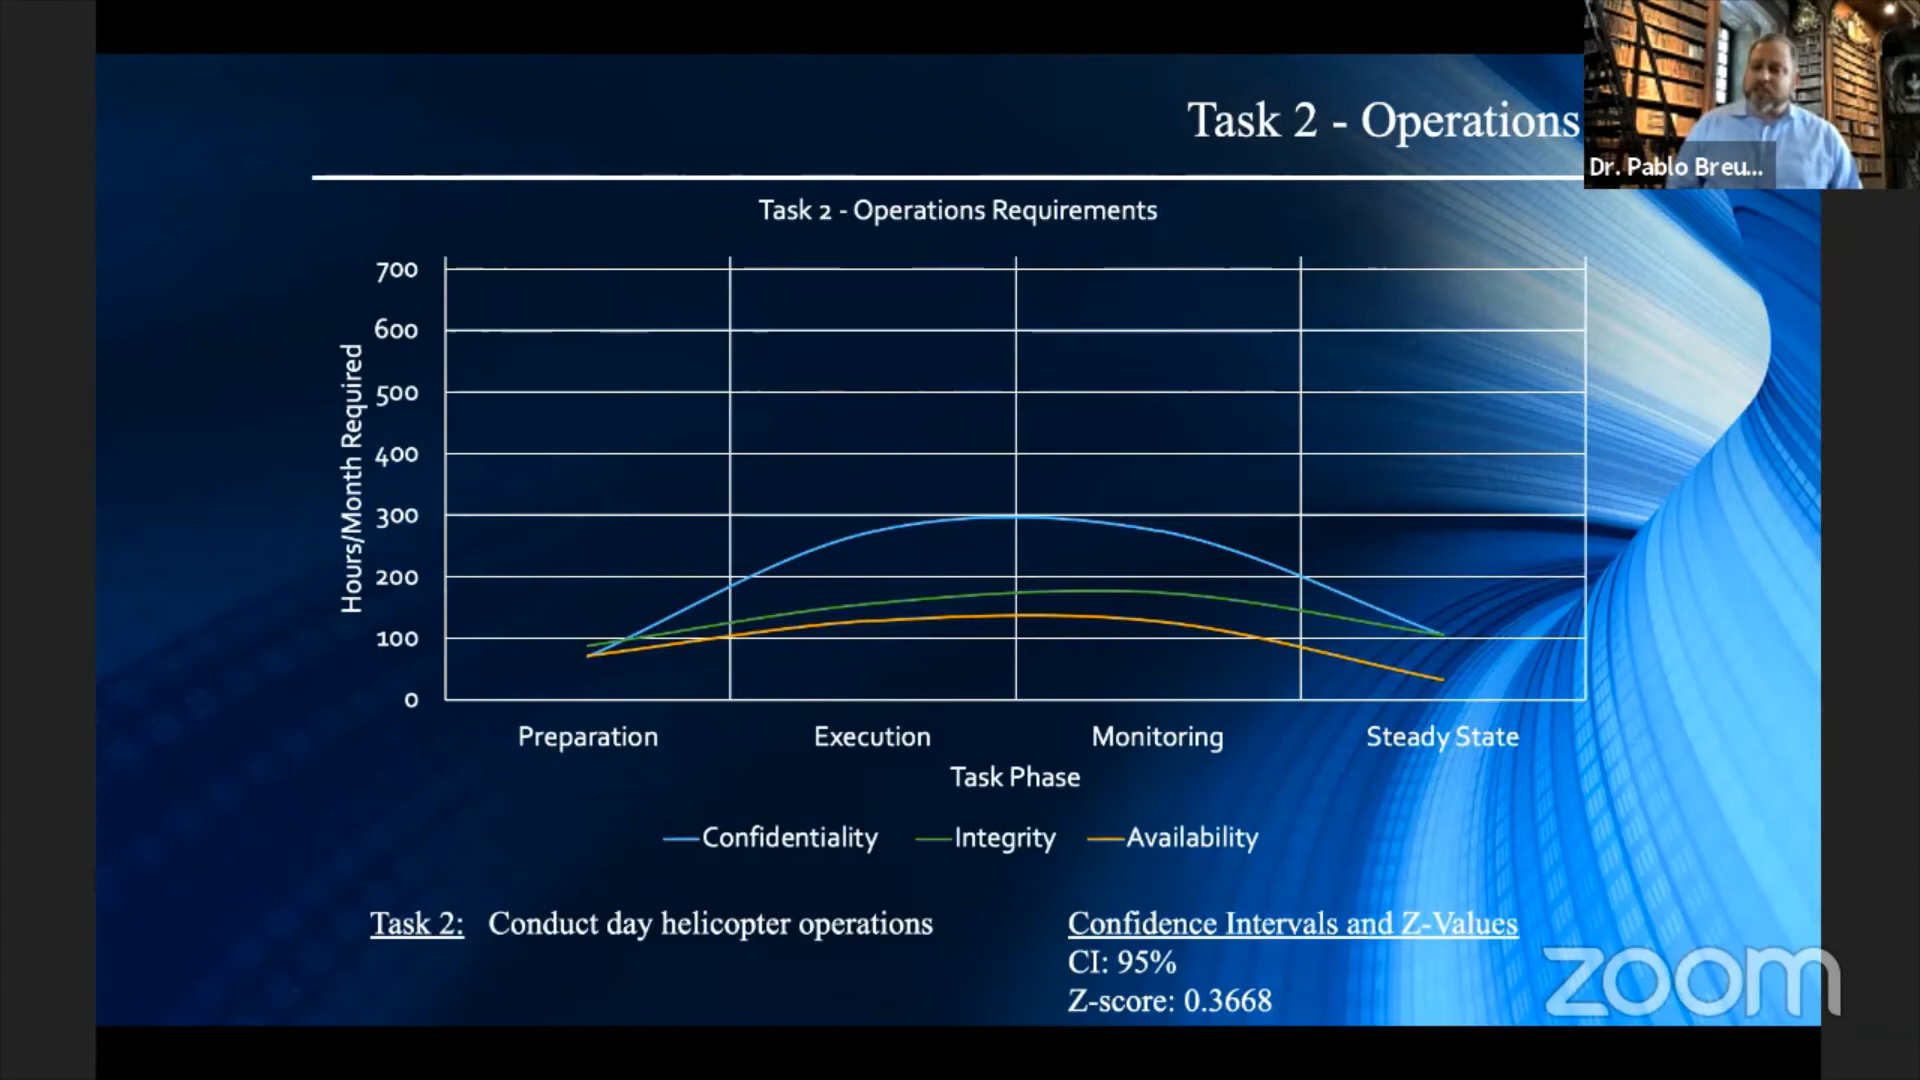 Task 2 - Operations
Dr. Pablo Breu...
Task 2 - Operations Requirements
Hours/Month Required
700
600
500
400
300
200
100
0
Preparation Execution Monitoring Steady State
Task Phase
Confidentiality Integrity Availability
Task 2: Conduct day helicopter operations
Confidence Intervals and Z-Values
CI: 95%
Z-score: 0.3668
zoom